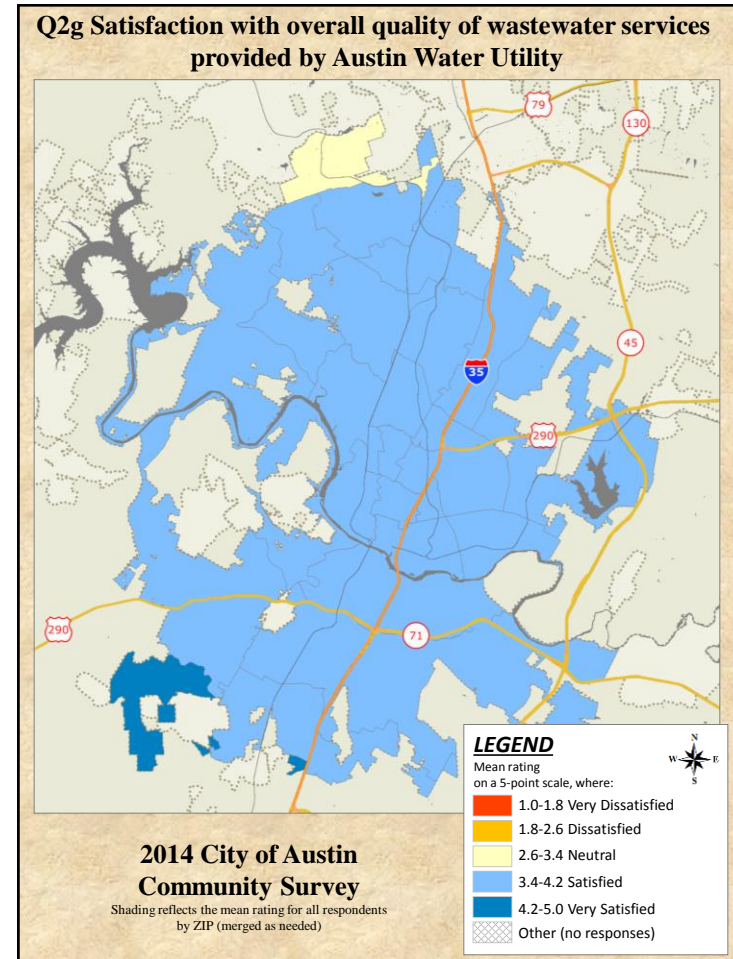 Q2g Satisfaction with overall quality of wastewater services
provided by Austin Water Utility
79
130
45
35
290
290
71
LEGEND
Mean rating
on a 5-point scale, where:
N
W
E
S
1.0-1.8 Very Dissatisfied
1.8-2.6 Dissatisfied
2.6-3.4 Neutral
3.4-4.2 Satisfied
4.2-5.0 Very Satisfied
Other (no responses)
2014 City of Austin
Community Survey
Shading reflects the mean rating for all respondents
by ZIP (merged as needed)